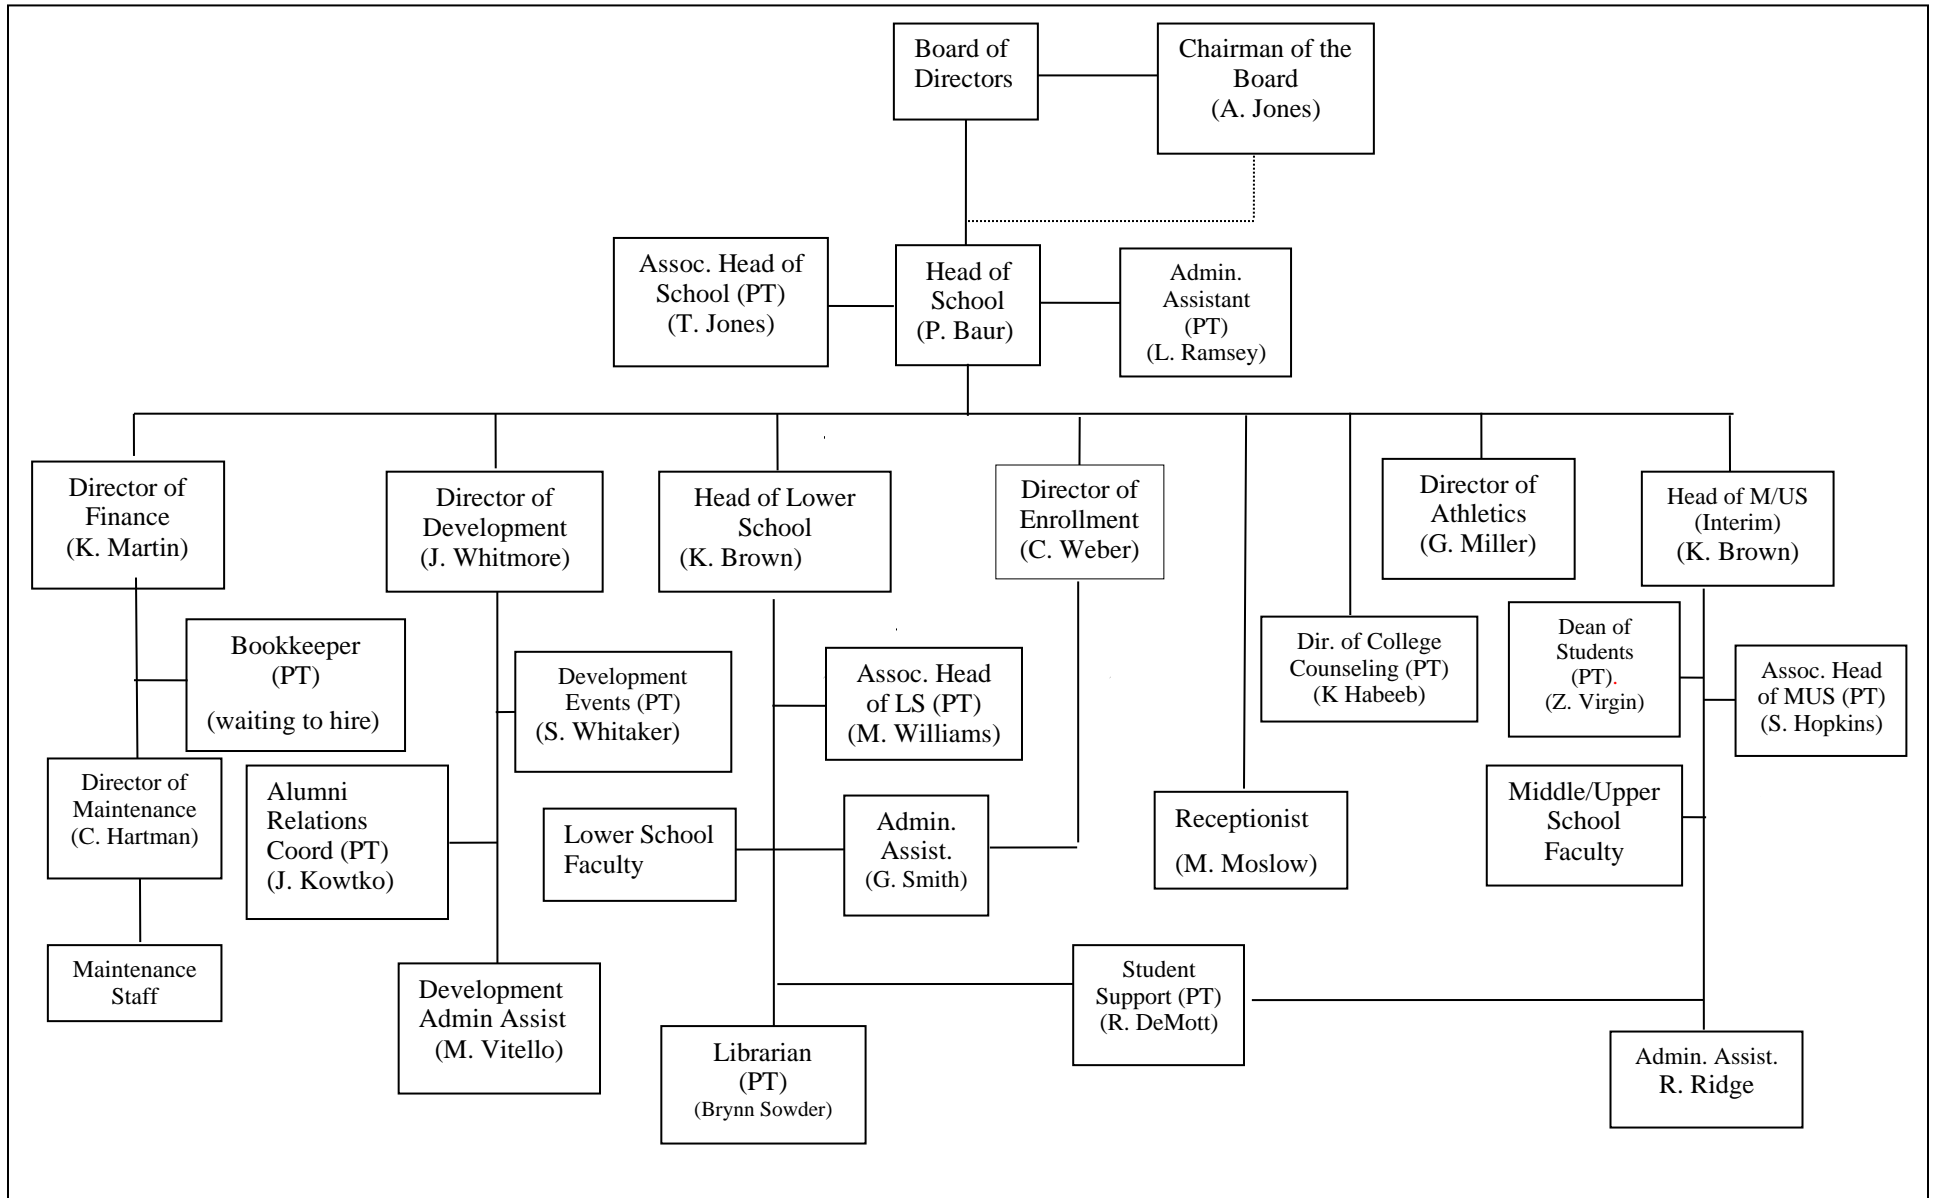 Board of
Directors
Chairman of the
Board
(A. Jones)
Assoc. Head of
School (PT)
(T. Jones)
Head of
School
(P. Baur)
Admin.
Assistant
(PT)
(L. Ramsey)
Director of
Finance
(K. Martin)
Director of
Development
(J. Whitmore)
Head of Lower
School
(K. Brown)
Director of
Enrollment
(C. Weber)
Director of
Athletics
(G. Miller)
Head of M/US
(Interim)
(K. Brown)
Bookkeeper
(PT)
(waiting to hire)
Development
Events (PT)
(S. Whitaker)
Assoc. Head
of LS (PT)
(M. Williams)
Dir. of College
Counseling (PT)
(K Habeeb)
Dean of
Students
(PT).
(Z. Virgin)
Assoc. Head
of MUS (PT)
(S. Hopkins)
Director of
Maintenance
(C. Hartman)
Alumni
Relations
Coord (PT)
(J. Kowtko)
Lower School
Faculty
Admin.
Assist.
(G. Smith)
Receptionist
(M. Moslow)
Middle/Upper
School
Faculty
Maintenance
Staff
Development
Admin Assist
(M. Vitello)
Librarian
(PT)
(Brynn Sowder)
Student
Support (PT)
(R. DeMott)
Admin. Assist.
R. Ridge